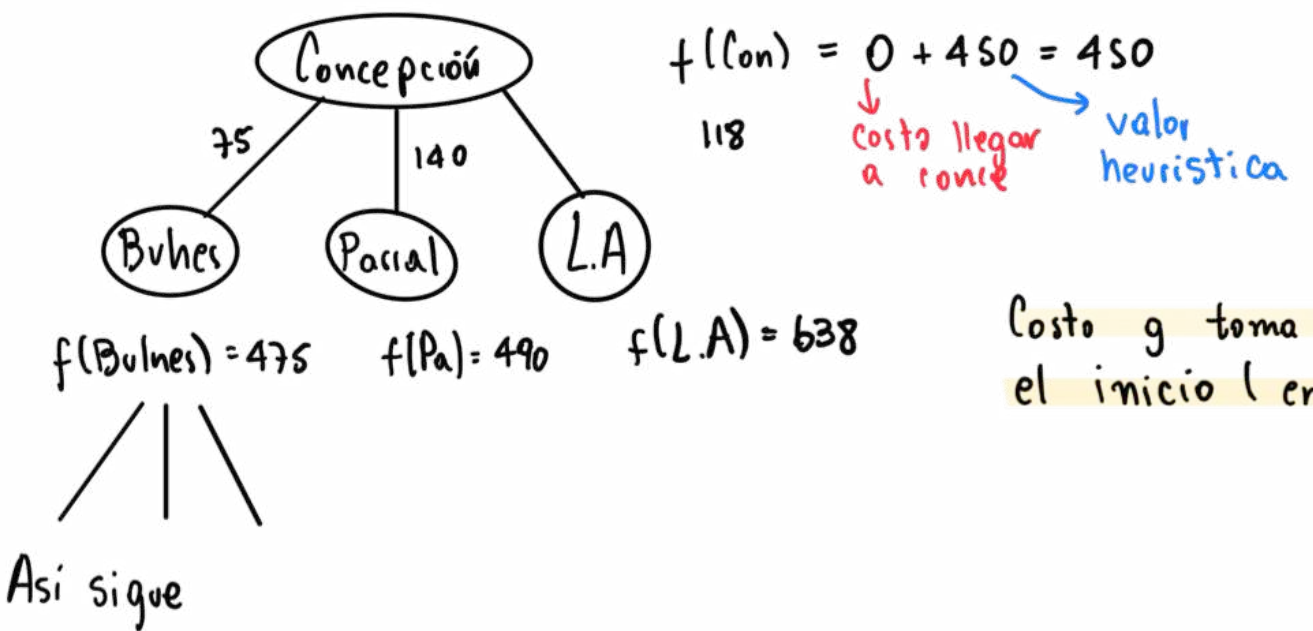 Concepción
f(Con) = 0 + 450 = 450
75
140
118
costo llegar
a conce
valor
heuristica
Bulnes
Parral
L.A
f(Bulnes) = 475
f(Pa) = 490
f(L.A) = 638
Costo g toma
el inicio (en
Así sigue